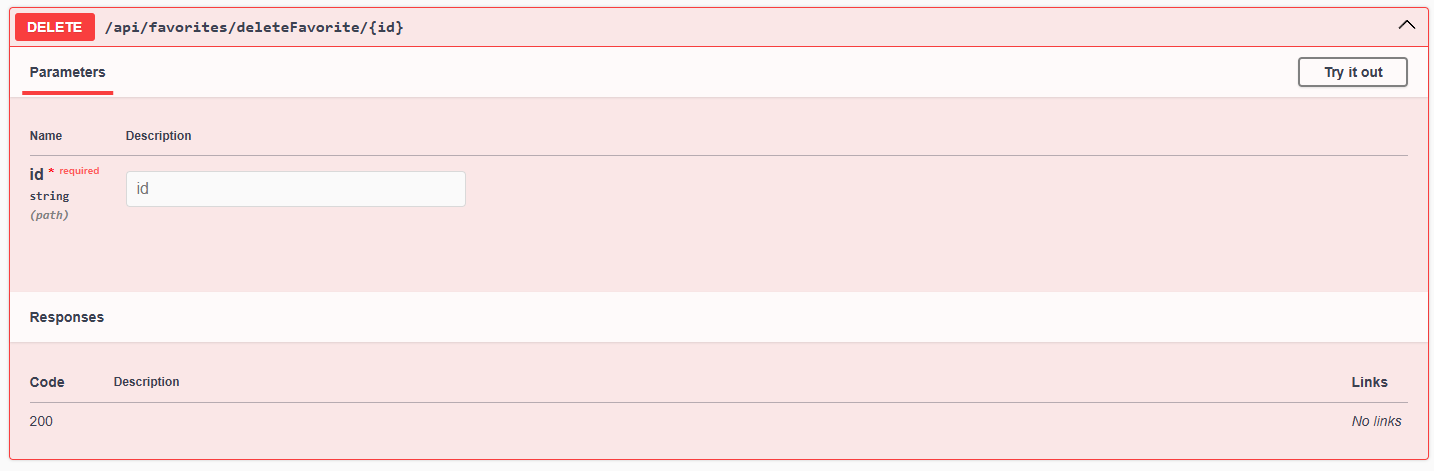 DELETE /api/favorites/deleteFavorite/{id}
Parameters Try it out
Name Description
id * required
string
(path)
id
Responses
Code Description Links
200 No links